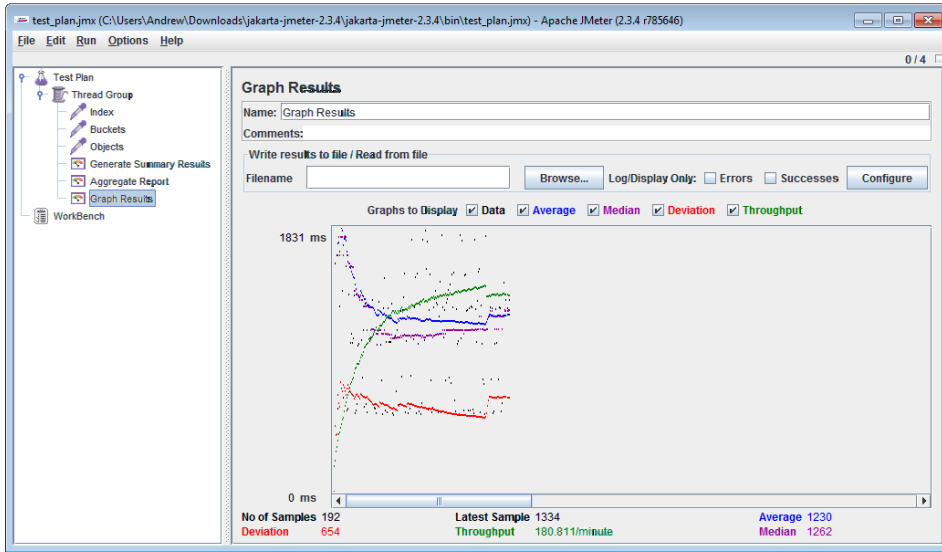 test_plan.jmx (C:\Users\Andrew\Downloads\jakarta-jmeter-2.3.4\jakarta-jmeter-2.3.4\bin\test_plan.jmx) - Apache JMeter (2.3.4 r785646)
File Edit Run Options Help
0 / 4
Test Plan
Thread Group
Index
Buckets
Objects
Generate Summary Results
Aggregate Report
Graph Results
WorkBench
Graph Results
Name: Graph Results
Comments:
Write results to file / Read from file
Filename Browse... Log/Display Only: Errors Successes Configure
Graphs to Display Data Average Median Deviation Throughput
1831 ms
0 ms
No of Samples 192 Latest Sample 1334 Average 1230
Deviation 654 Throughput 180.811/minute Median 1262